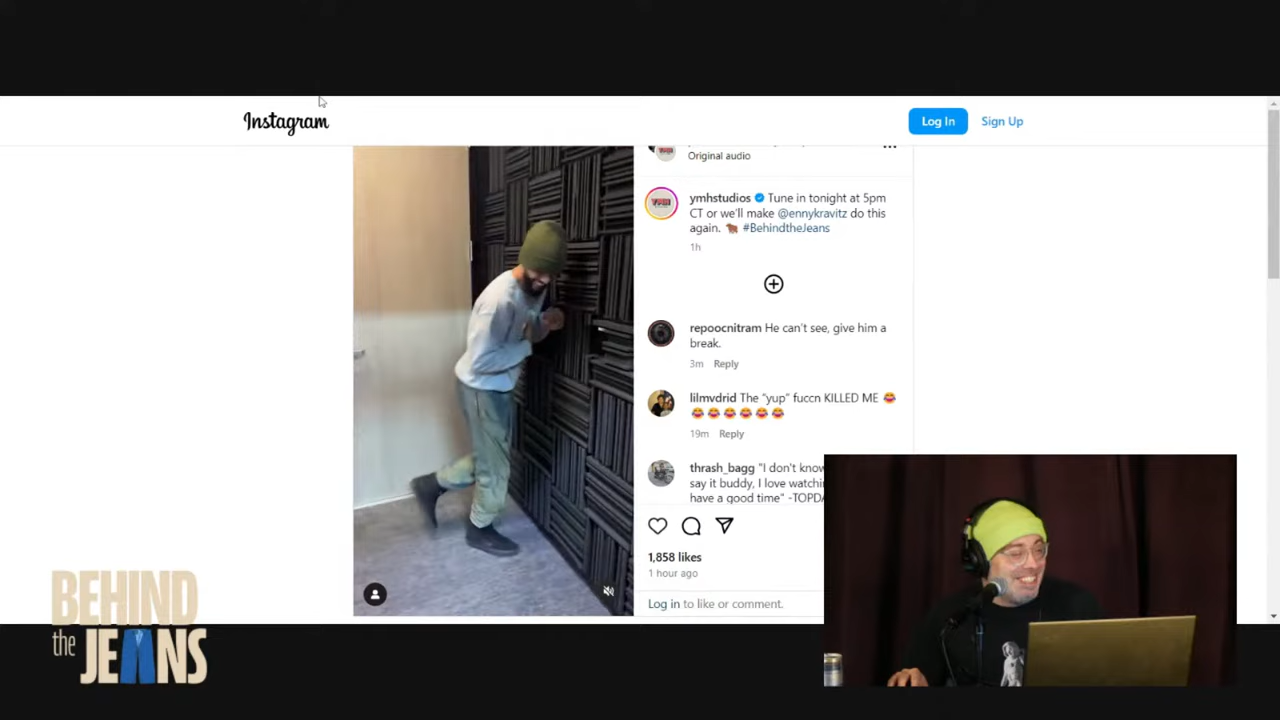 Instagram
Log In
Sign Up
Original audio
ymhstudios Tune in tonight at 5pm
CT or we'll make @ennykravitz do this
again. 🐂 #BehindtheJeans
1h
repoocnitram He can't see, give him a
break.
3m Reply
lilmvdrid The "yup" fuccn KILLED ME 😂
😂😂😂😂😂😂
19m Reply
thrash_bagg "I don't know
say it buddy, I love
have a good time" -TOPDA
1,858 likes
1 hour ago
Log in to like or comment.
BEHIND
the JEANS